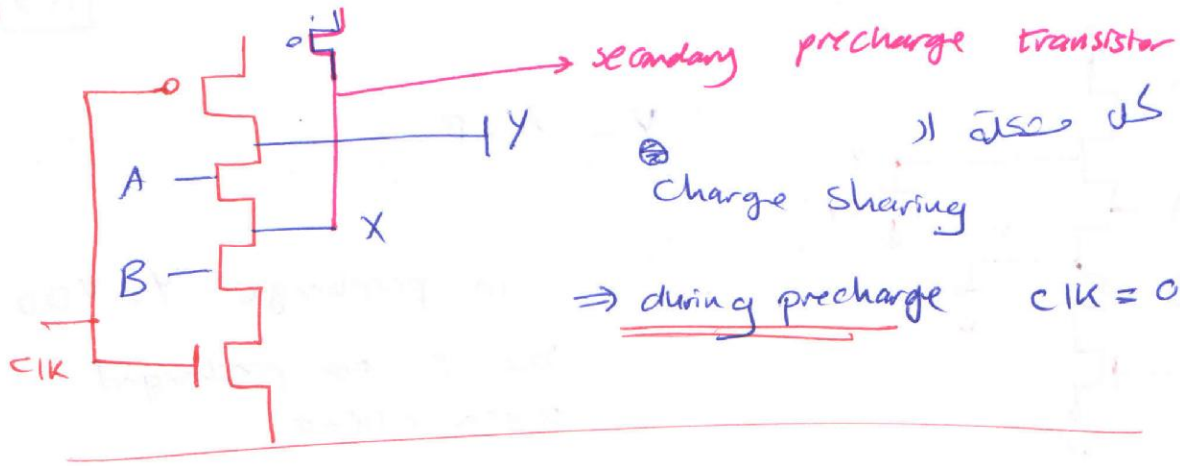 secondary precharge transistor
Y
كل مشكلة ال
A
Charge Sharing
X
B
⇒ during precharge clk = 0
clk